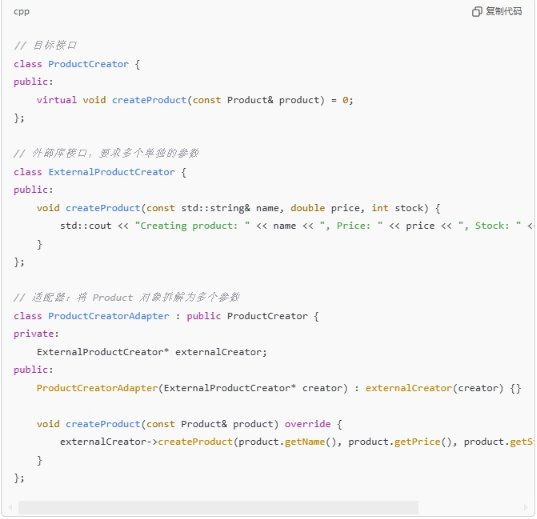 cpp
复制代码
// 目标接口
class ProductCreator {
public:
    virtual void createProduct(const Product& product) = 0;
};
// 外部库接口，要求多个单独的参数
class ExternalProductCreator {
public:
    void createProduct(const std::string& name, double price, int stock) {
        std::cout << "Creating product: " << name << ", Price: " << price << ", Stock: " <
    }
};
// 适配器：将 Product 对象拆解为多个参数
class ProductCreatorAdapter : public ProductCreator {
private:
    ExternalProductCreator* externalCreator;
public:
    ProductCreatorAdapter(ExternalProductCreator* creator) : externalCreator(creator) {}
    void createProduct(const Product& product) override {
        externalCreator->createProduct(product.getName(), product.getPrice(), product.getS
    }
};